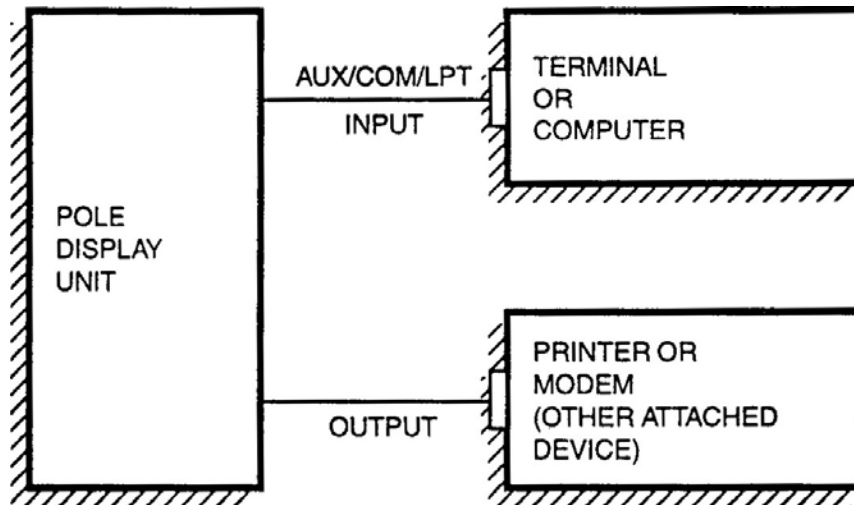 POLE
DISPLAY
UNIT
AUX/COM/LPT
INPUT
TERMINAL
OR
COMPUTER
OUTPUT
PRINTER OR
MODEM
(OTHER ATTACHED
DEVICE)